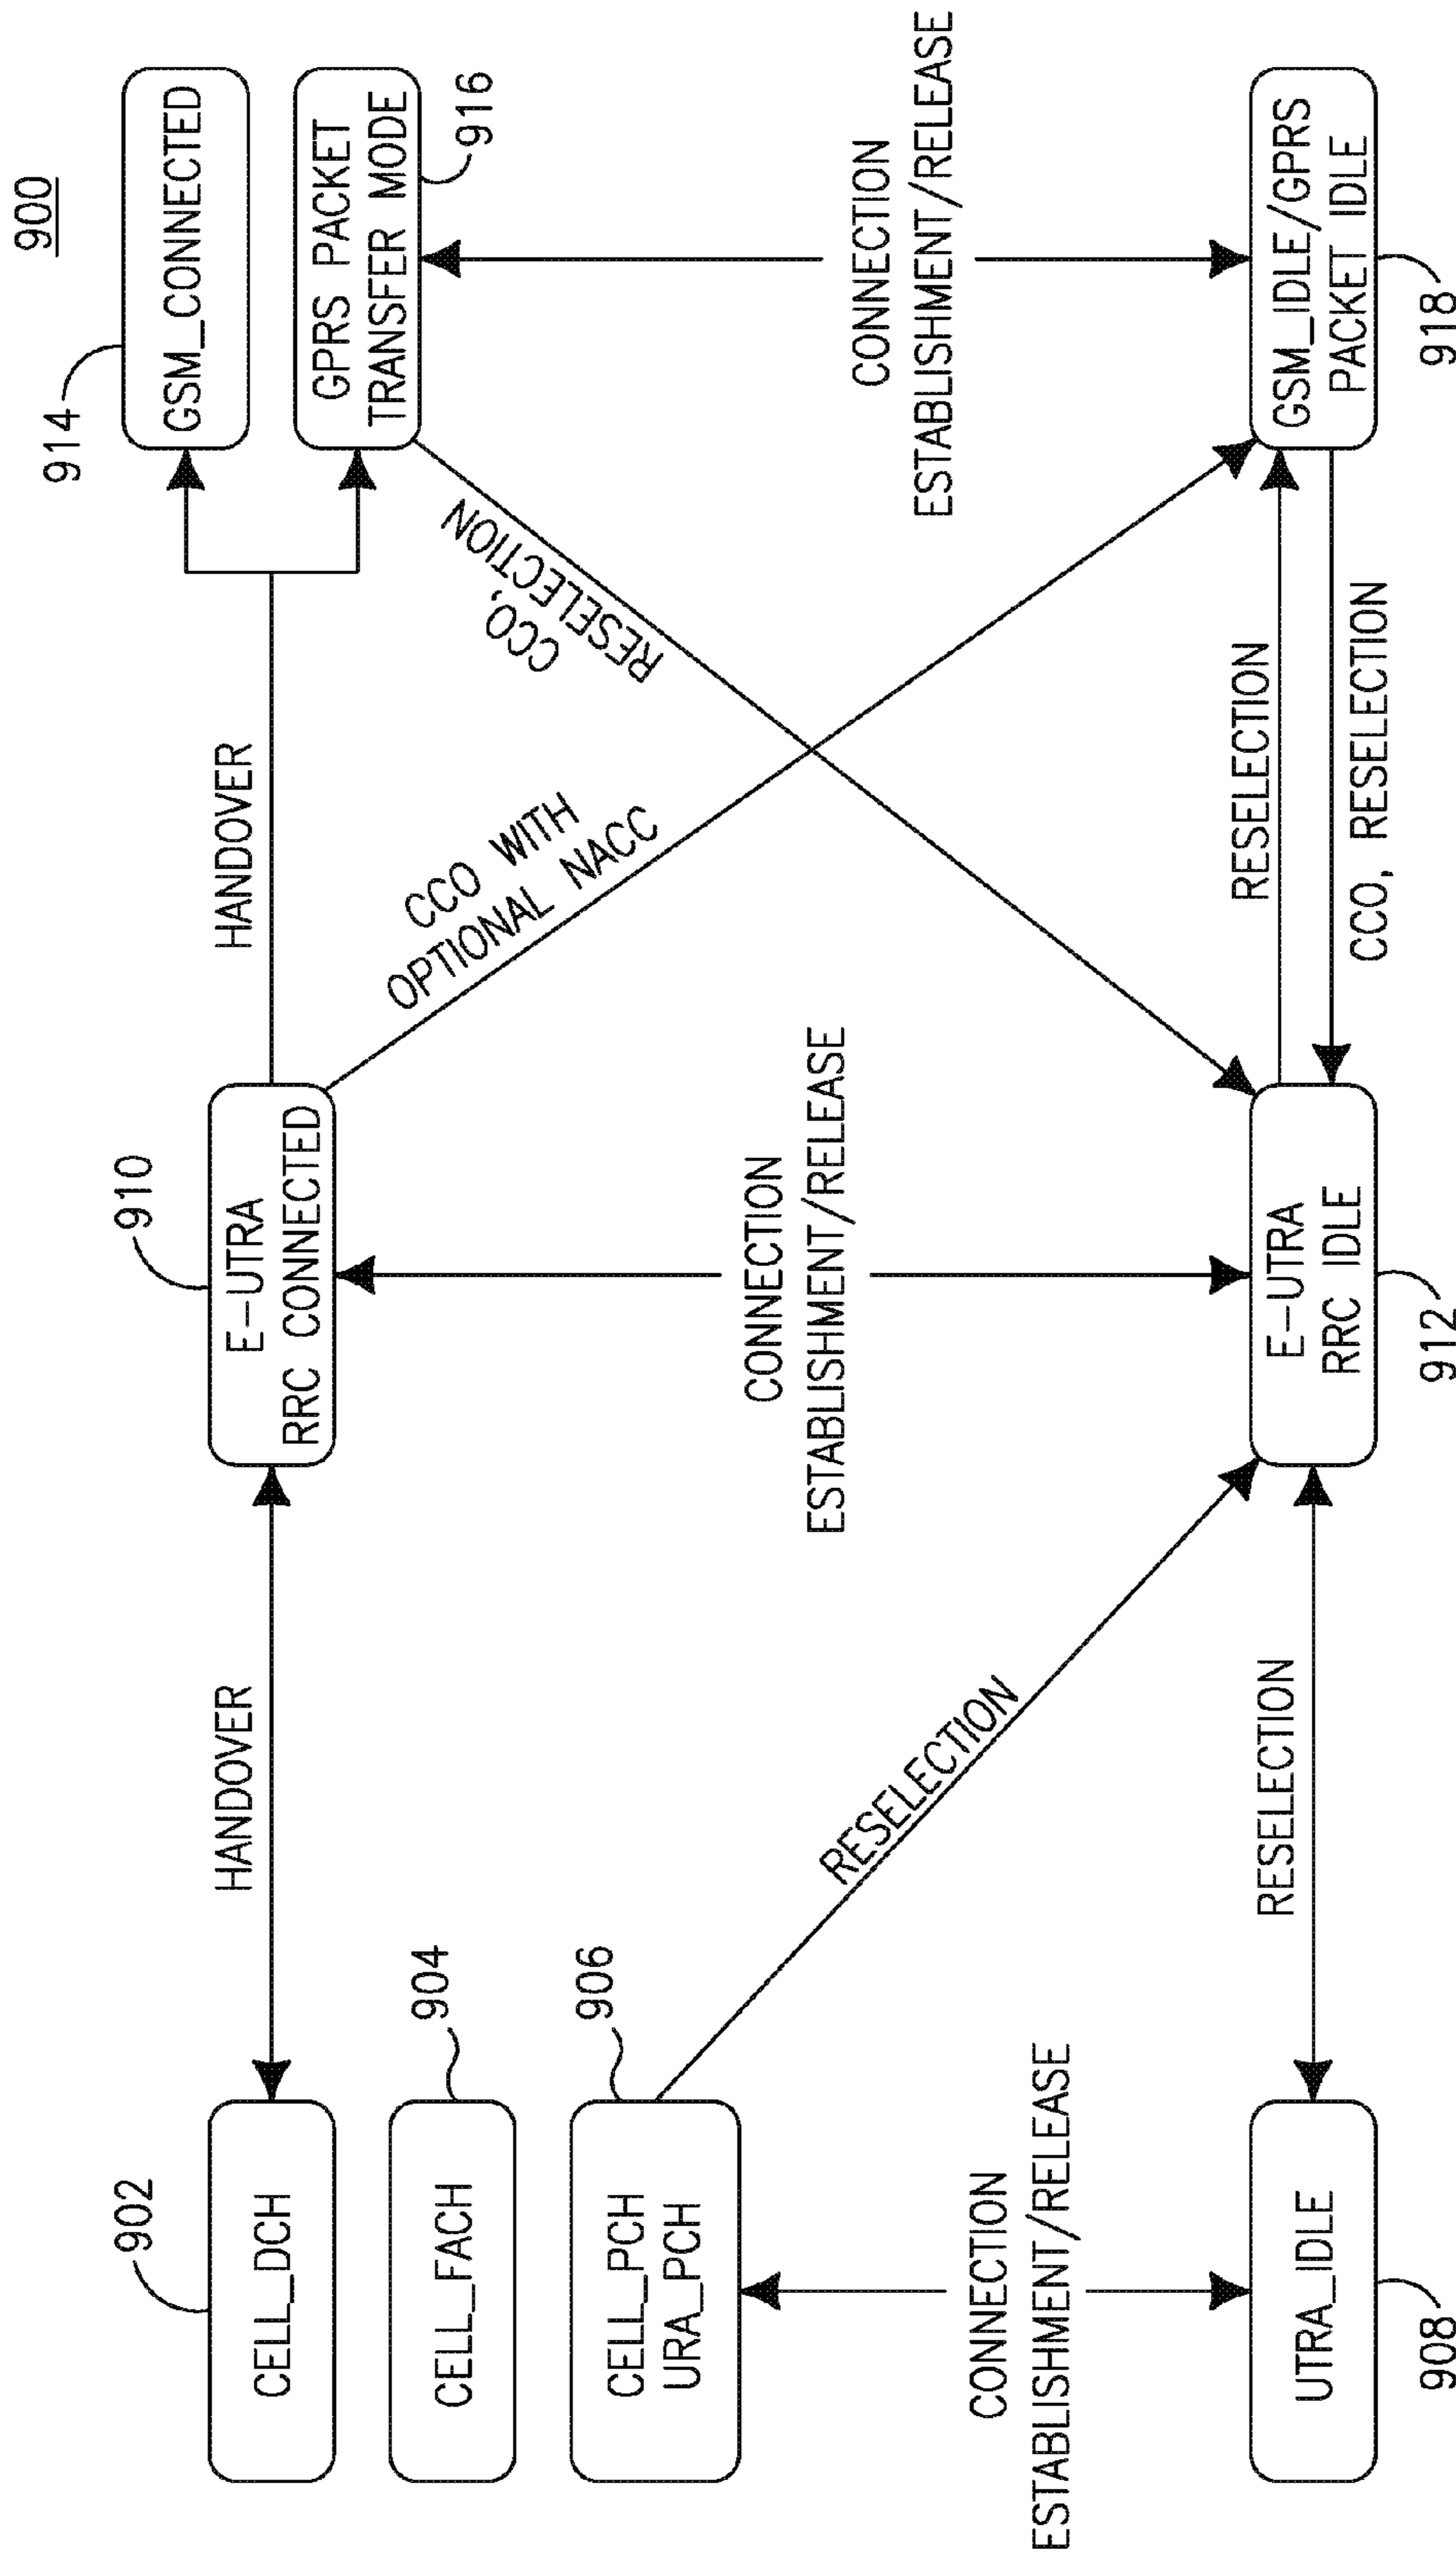 900
902
CELL_DCH
904
CELL_FACH
906
CELL_PCH
URA_PCH
CONNECTION
ESTABLISHMENT/RELEASE
UTRA_IDLE
908
HANDOVER
RESELECTION
RESELECTION
910
E-UTRA
RRC CONNECTED
CONNECTION
ESTABLISHMENT/RELEASE
E-UTRA
RRC IDLE
912
HANDOVER
CCO WITH
OPTIONAL NACC
CCO,
RESELECTION
RESELECTION
CCO, RESELECTION
914
GSM_CONNECTED
GPRS PACKET
TRANSFER MODE
916
CONNECTION
ESTABLISHMENT/RELEASE
GSM_IDLE/GPRS
PACKET IDLE
918